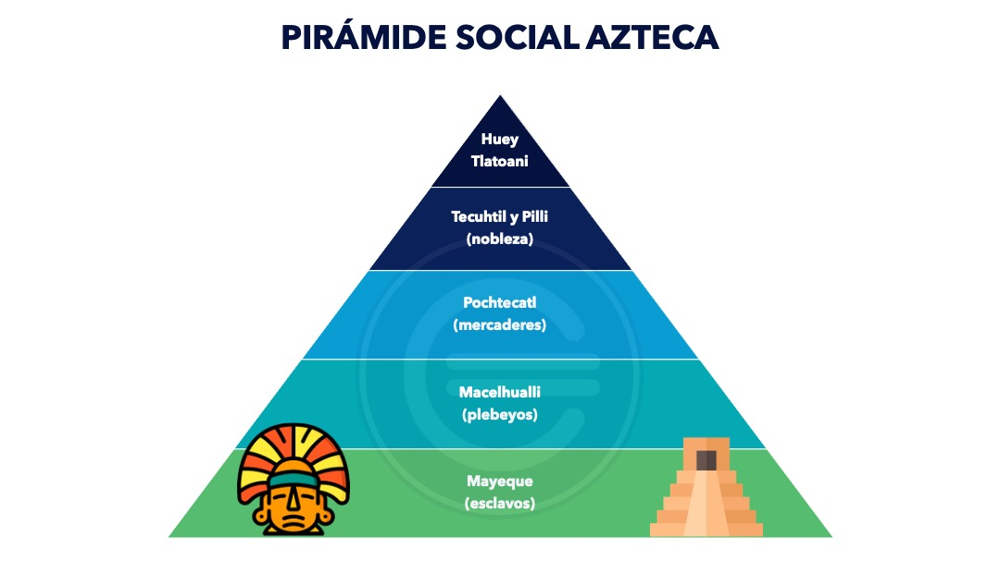 PIRÁMIDE SOCIAL AZTECA
Huey
Tlatoani
Tecuhtil y Pilli
(nobleza)
Pochtecatl
(mercaderes)
Macelhualli
(plebeyos)
Mayeque
(esclavos)